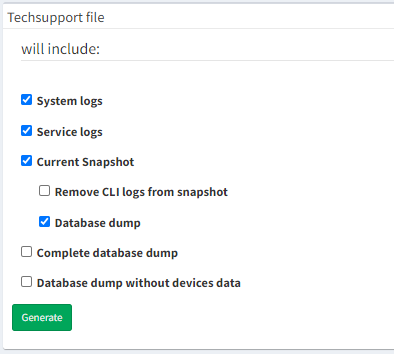 Techsupport file
will include:
System logs
Service logs
Current Snapshot
Remove CLI logs from snapshot
Database dump
Complete database dump
Database dump without devices data
Generate